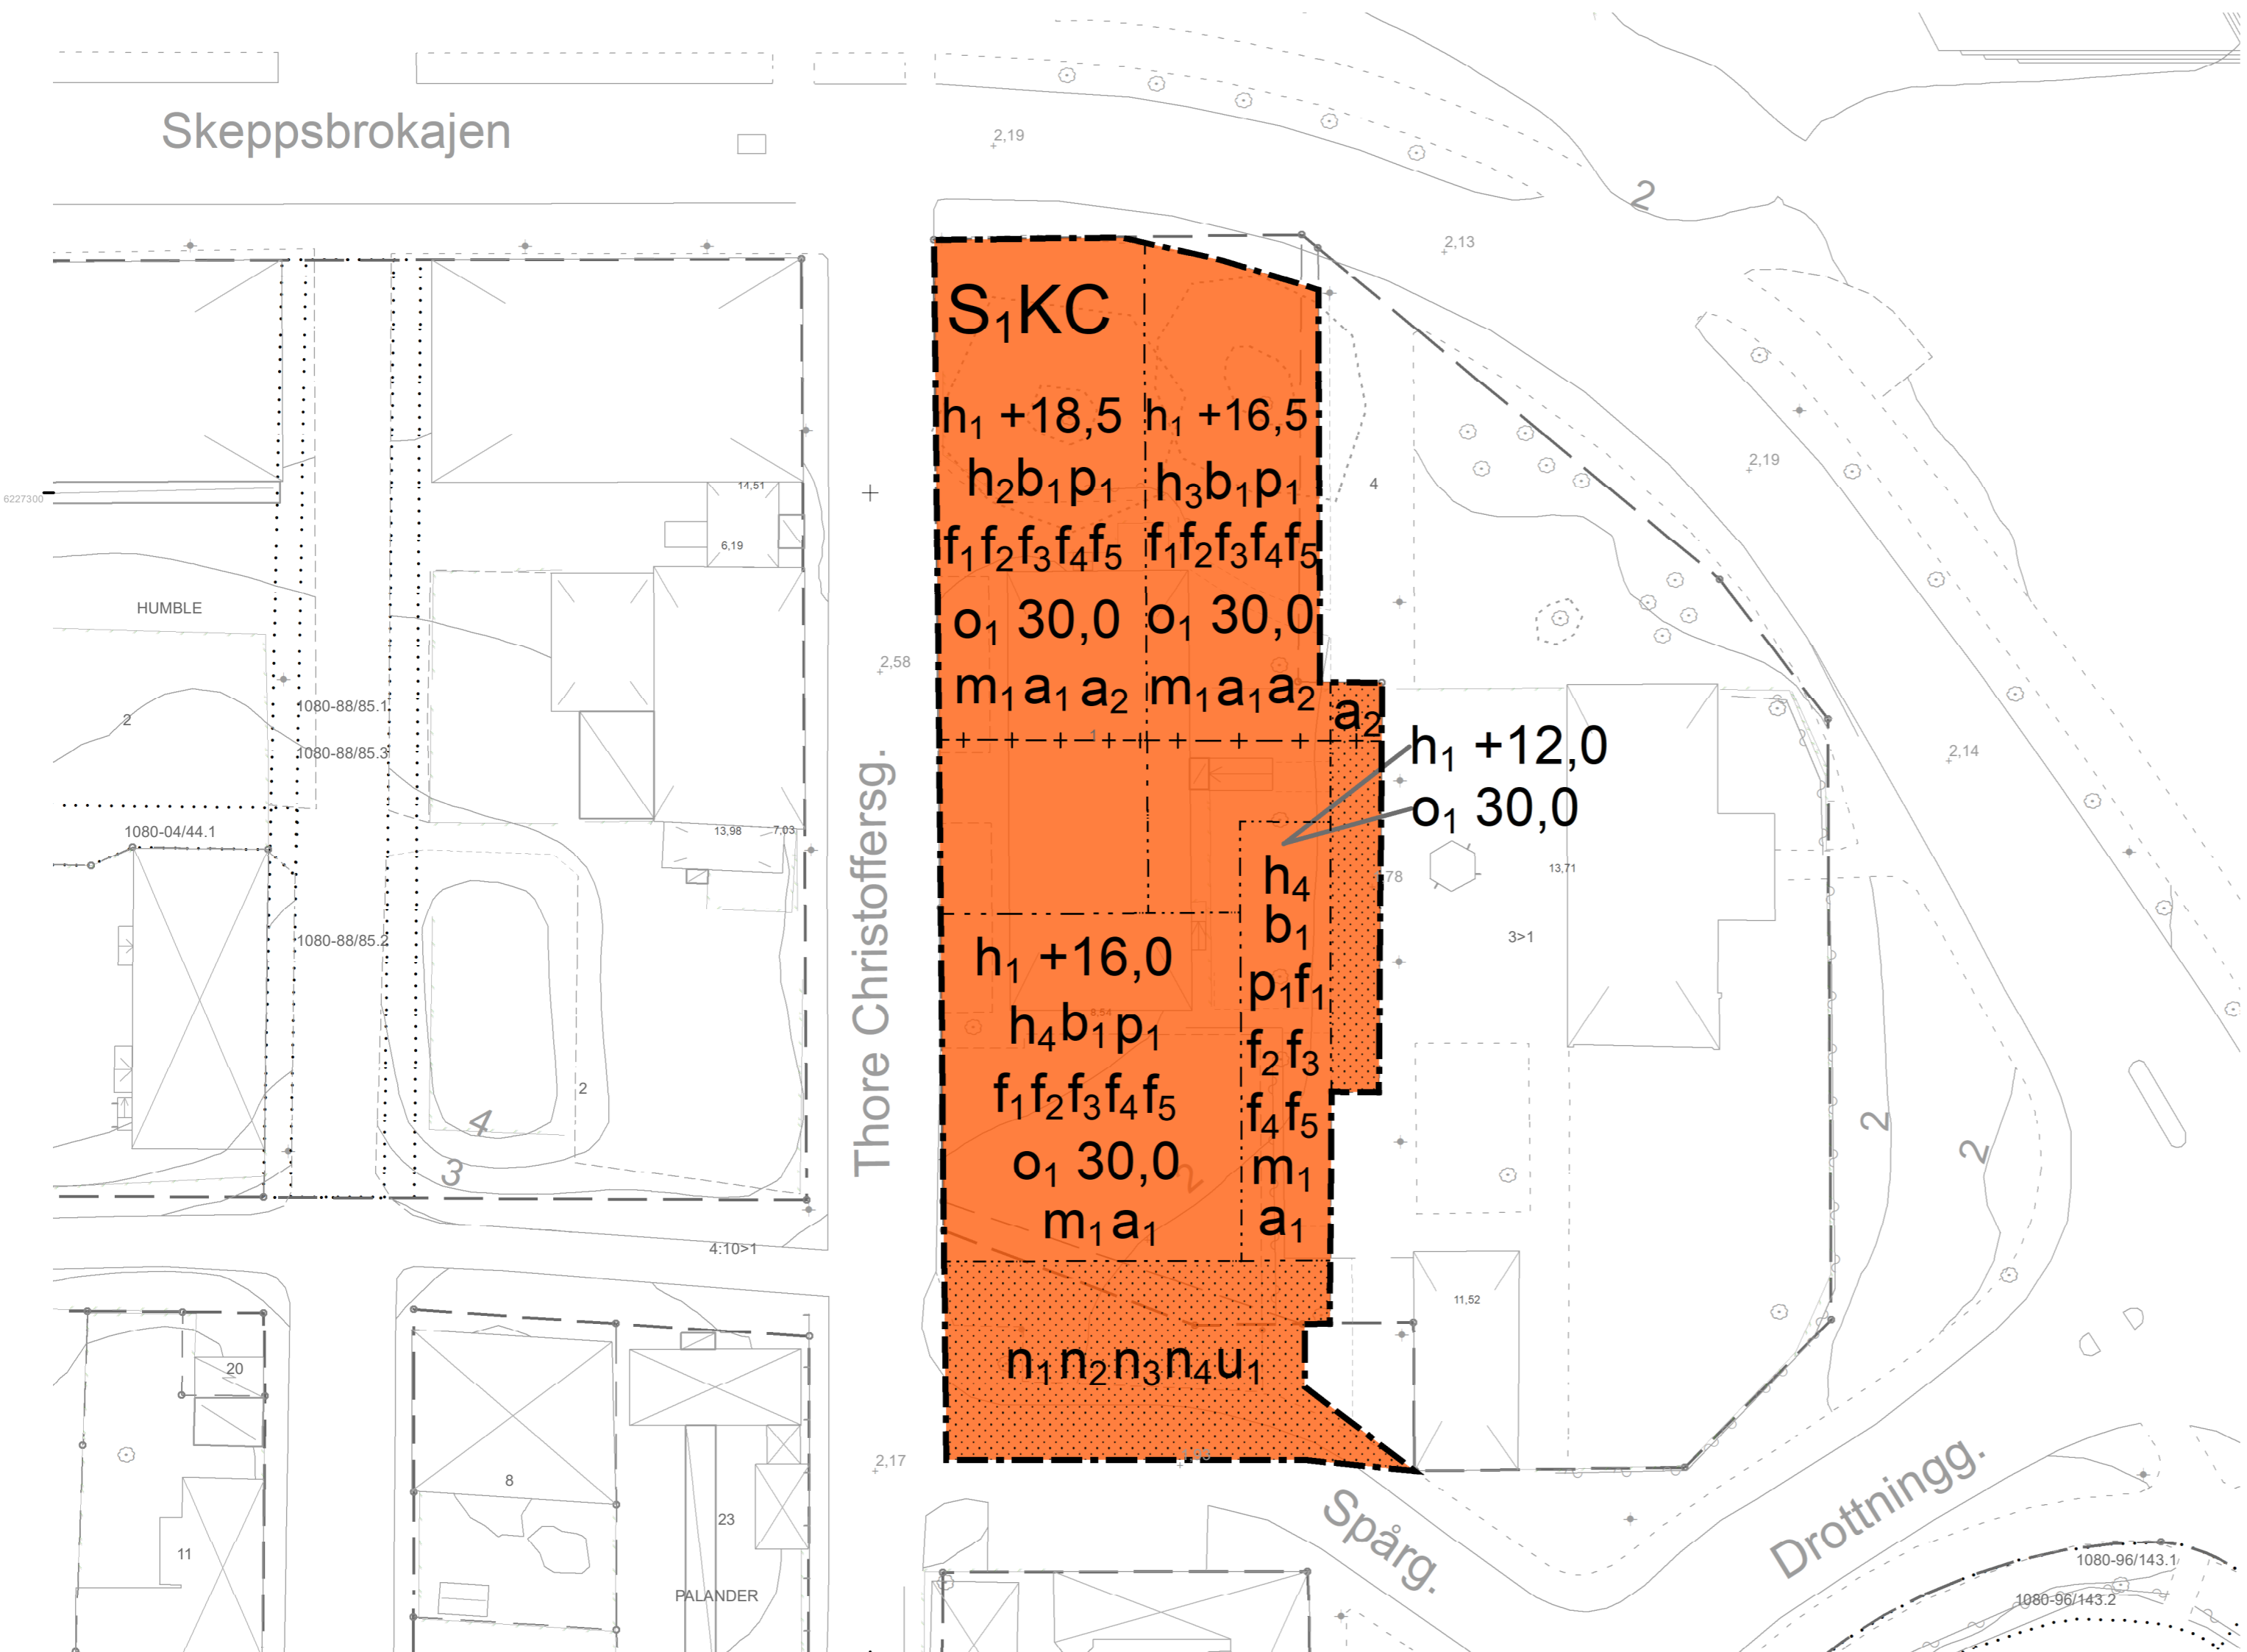 Skeppsbrokajen
2,19
2
2,13
S₁KC
h₁ +18,5
h₁ +16,5
h₂b₁p₁
h₃b₁p₁
f₁f₂f₃f₄f₅
f₁f₂f₃f₄f₅
o₁ 30,0
o₁ 30,0
m₁a₁a₂
m₁a₁a₂
a₂
h₁ +12,0
o₁ 30,0
14,51
6,19
6227300
HUMBLE
2
1080-88/85.1
1080-88/85.3
1080-04/44.1
1080-88/85.2
13,98
7,03
2,58
Thore Christoffersg.
4
2,19
2,14
1
78
13,71
3>1
h₄
b₁
p₁f₁
f₂f₃
f₄f₅
m₁
a₁
h₁ +16,0
h₄b₁p₁
8,54
f₁f₂f₃f₄f₅
o₁ 30,0
2
m₁a₁
4
3
2
2
2
4:10>1
11,52
n₁n₂n₃n₄u₁
20
8
11
23
PALANDER
2,17
Spårg.
Drottningg.
1080-96/143.1
1080-96/143.2